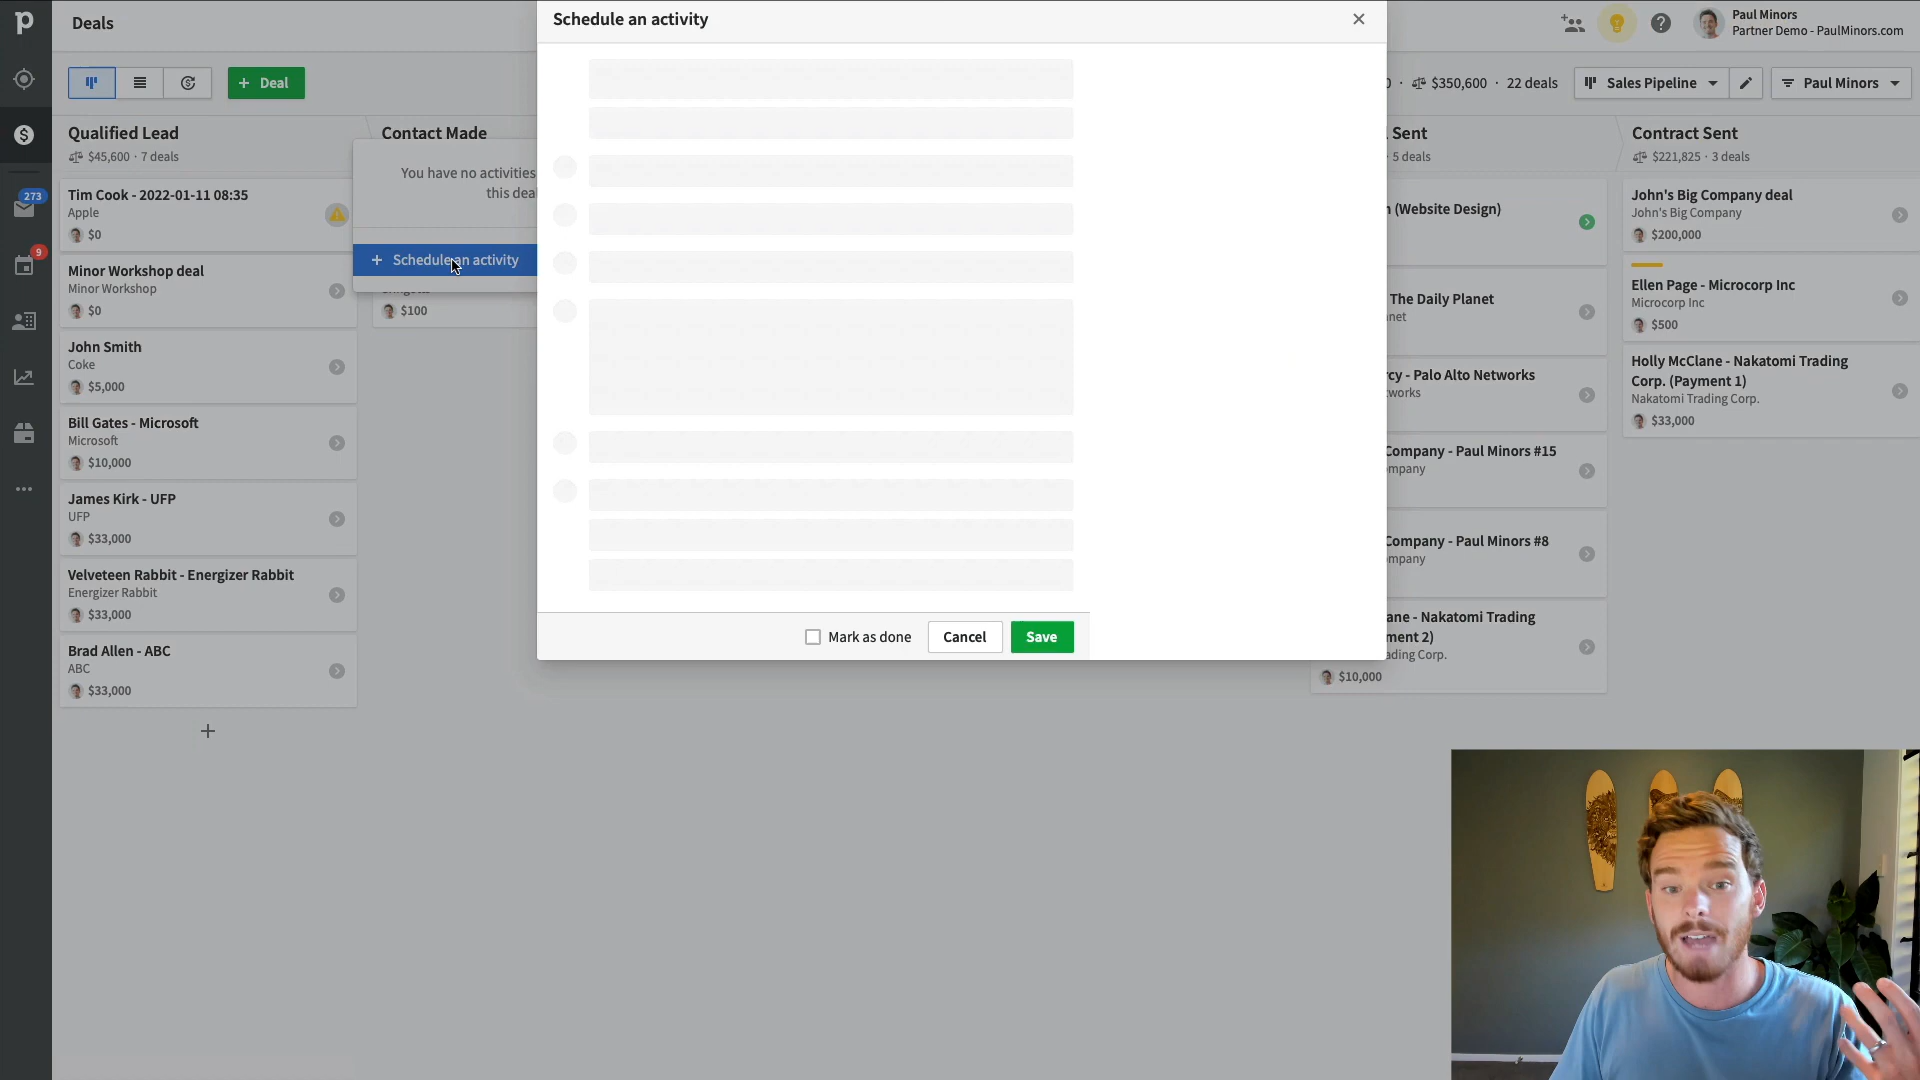 Deals
Schedule an activity
Paul Minors
Partner Demo - PaulMinors.com
+ Deal
0 · $350,600 · 22 deals
Sales Pipeline
Paul Minors
Qualified Lead
$45,600 · 7 deals
Tim Cook - 2022-01-11 08:35
Apple
$0
Minor Workshop deal
Minor Workshop
$0
John Smith
Coke
$5,000
Bill Gates - Microsoft
Microsoft
$10,000
James Kirk - UFP
UFP
$33,000
Velveteen Rabbit - Energizer Rabbit
Energizer Rabbit
$33,000
Brad Allen - ABC
ABC
$33,000
273
9
Contact Made
You have no activities
this deal
+ Schedule an activity
$100
Mark as done
Cancel
Save
Sent
· 5 deals
n (Website Design)
The Daily Planet
net
rcy - Palo Alto Networks
tworks
Company - Paul Minors #15
mpany
Company - Paul Minors #8
mpany
ane - Nakatomi Trading
ment 2)
ading Corp.
$10,000
Contract Sent
$221,825 · 3 deals
John's Big Company deal
John's Big Company
$200,000
Ellen Page - Microcorp Inc
Microcorp Inc
$500
Holly McClane - Nakatomi Trading
Corp. (Payment 1)
Nakatomi Trading Corp.
$33,000